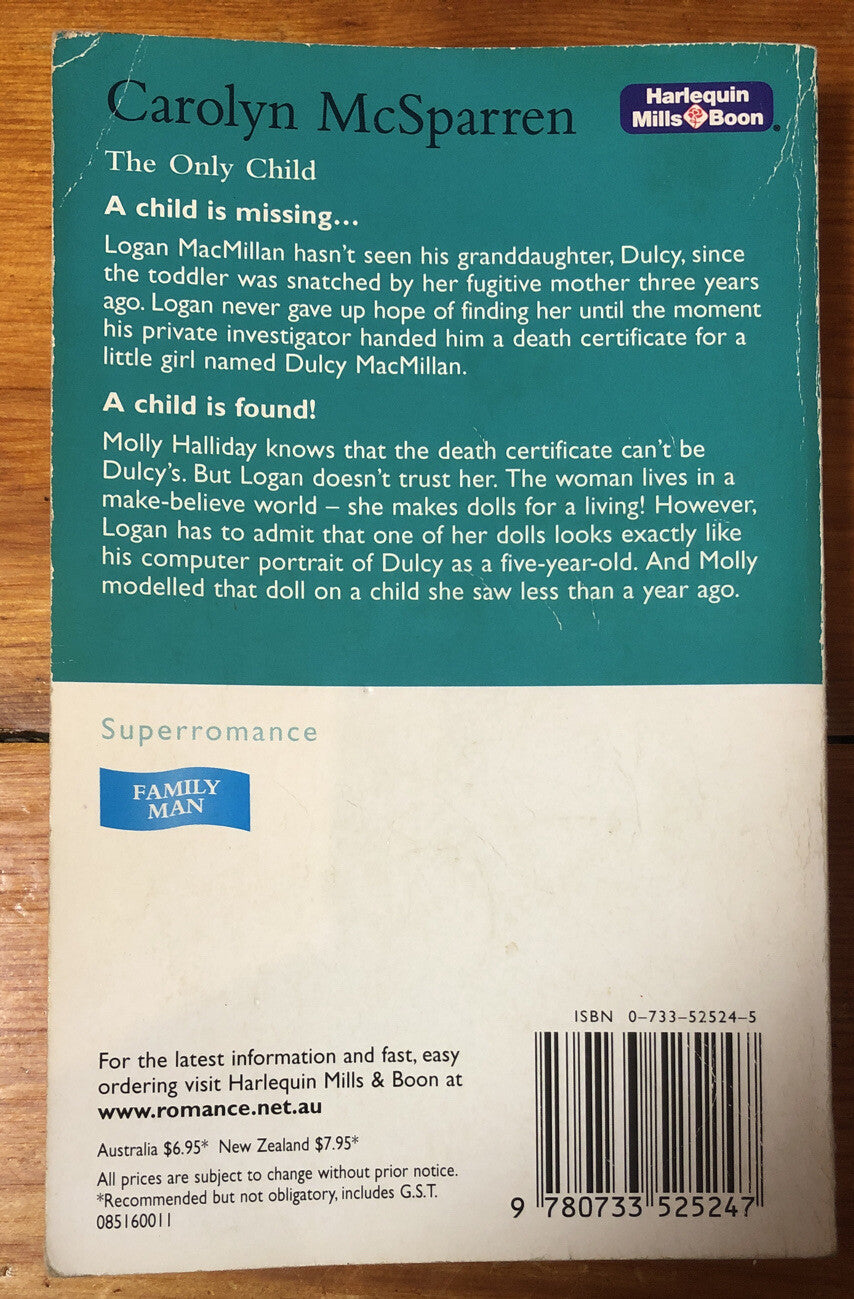 Carolyn McSparren
Harlequin
Mills & Boon
The Only Child
A child is missing...
Logan MacMillan hasn't seen his granddaughter, Dulcy, since
the toddler was snatched by her fugitive mother three years
ago. Logan never gave up hope of finding her until the moment
his private investigator handed him a death certificate for a
little girl named Dulcy MacMillan.
A child is found!
Molly Halliday knows that the death certificate can't be
Dulcy's. But Logan doesn't trust her. The woman lives in a
make-believe world – she makes dolls for a living! However,
Logan has to admit that one of her dolls looks exactly like
his computer portrait of Dulcy as a five-year-old. And Molly
modelled that doll on a child she saw less than a year ago.
Superromance
FAMILY
MAN
ISBN 0-733-52524-5
For the latest information and fast, easy
ordering visit Harlequin Mills & Boon at
www.romance.net.au
Australia $6.95* New Zealand $7.95*
All prices are subject to change without prior notice.
*Recommended but not obligatory, includes G.S.T.
085160011
9 780733 525247